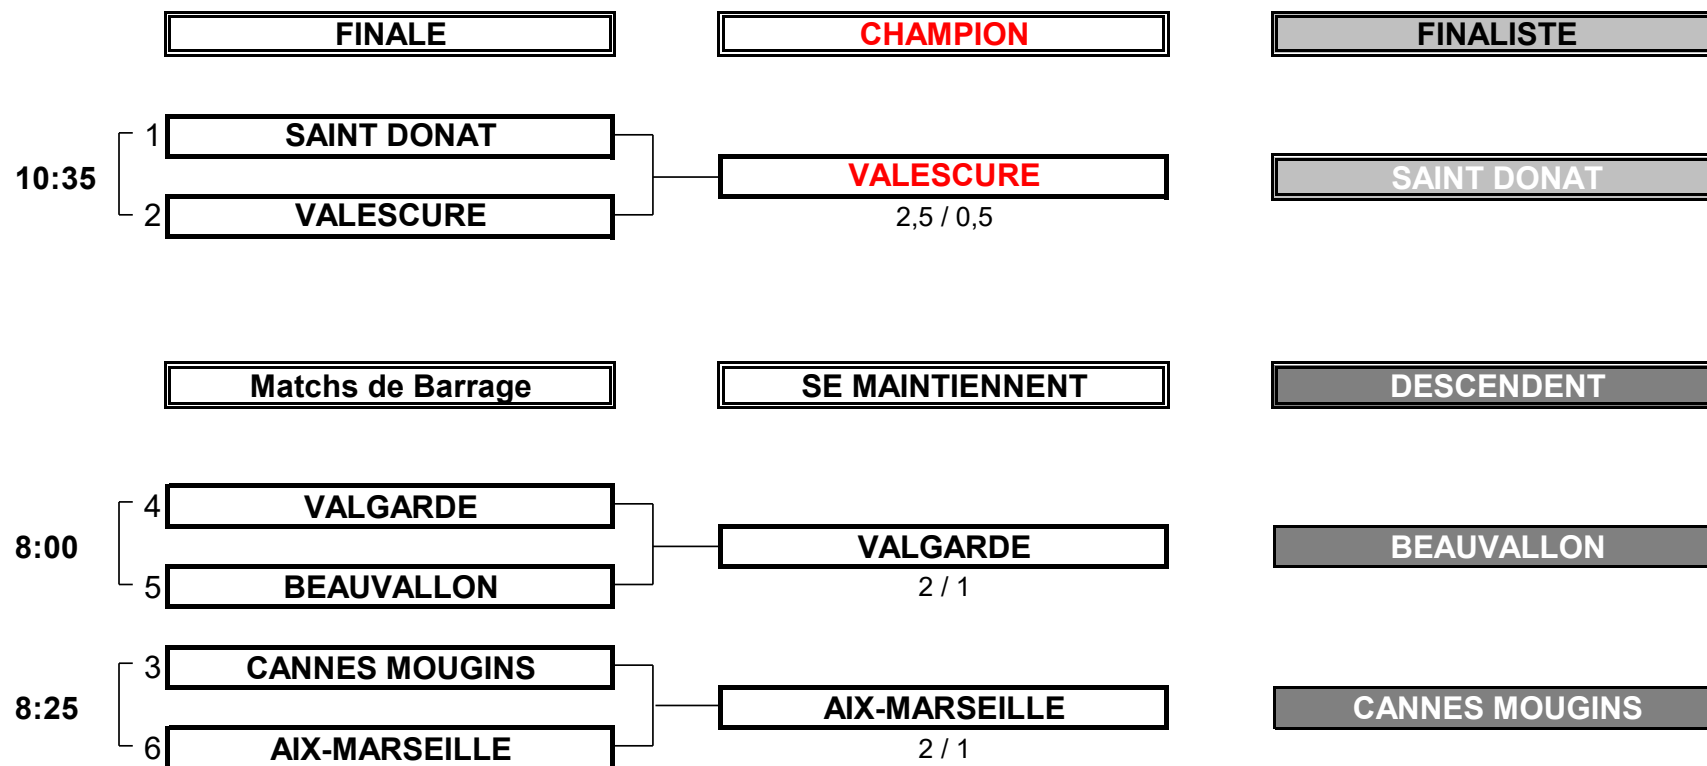 FINALE CHAMPION FINALISTE
1 SAINT DONAT
10:35 VALESCURE SAINT DONAT
2 VALESCURE 2,5 / 0,5
Matchs de Barrage SE MAINTIENNENT DESCENDENT
4 VALGARDE
8:00 VALGARDE BEAUVALLON
5 BEAUVALLON 2 / 1
3 CANNES MOUGINS
8:25 AIX-MARSEILLE CANNES MOUGINS
6 AIX-MARSEILLE 2 / 1